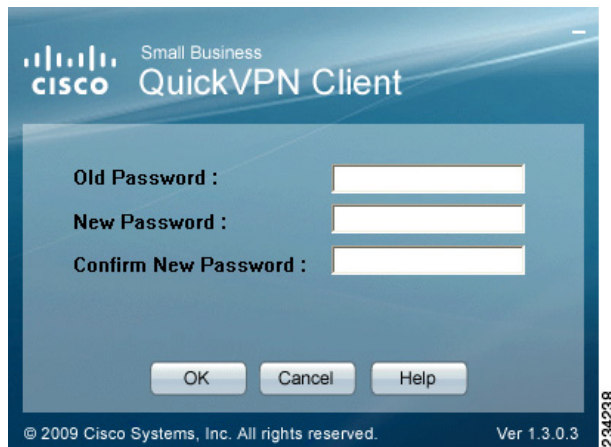 Small Business
CISCO QuickVPN Client
Old Password :
New Password :
Confirm New Password :
OK Cancel Help
© 2009 Cisco Systems, Inc. All rights reserved. Ver 1.3.0.3